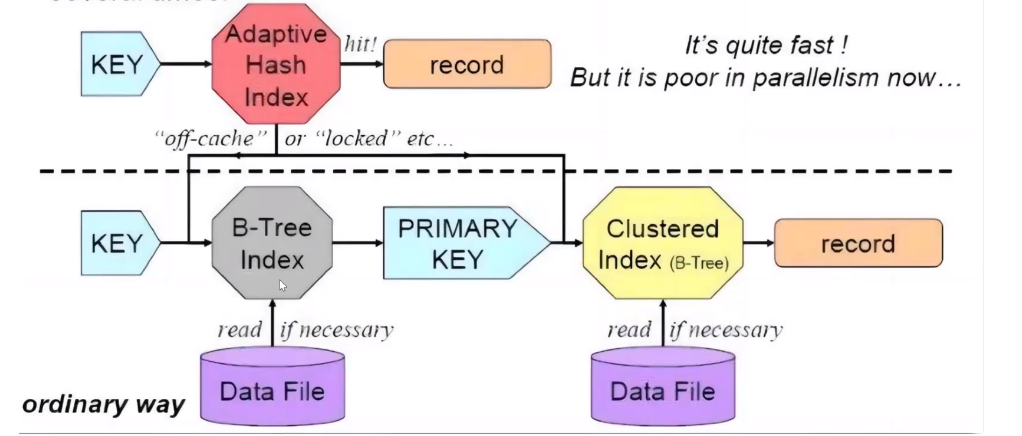 KEY
Adaptive
Hash
Index
hit!
record
It's quite fast !
But it is poor in parallelism now...
"off-cache" or "locked" etc...
KEY
B-Tree
Index
PRIMARY
KEY
Clustered
Index (B-Tree)
record
read if necessary
read if necessary
Data File
Data File
ordinary way